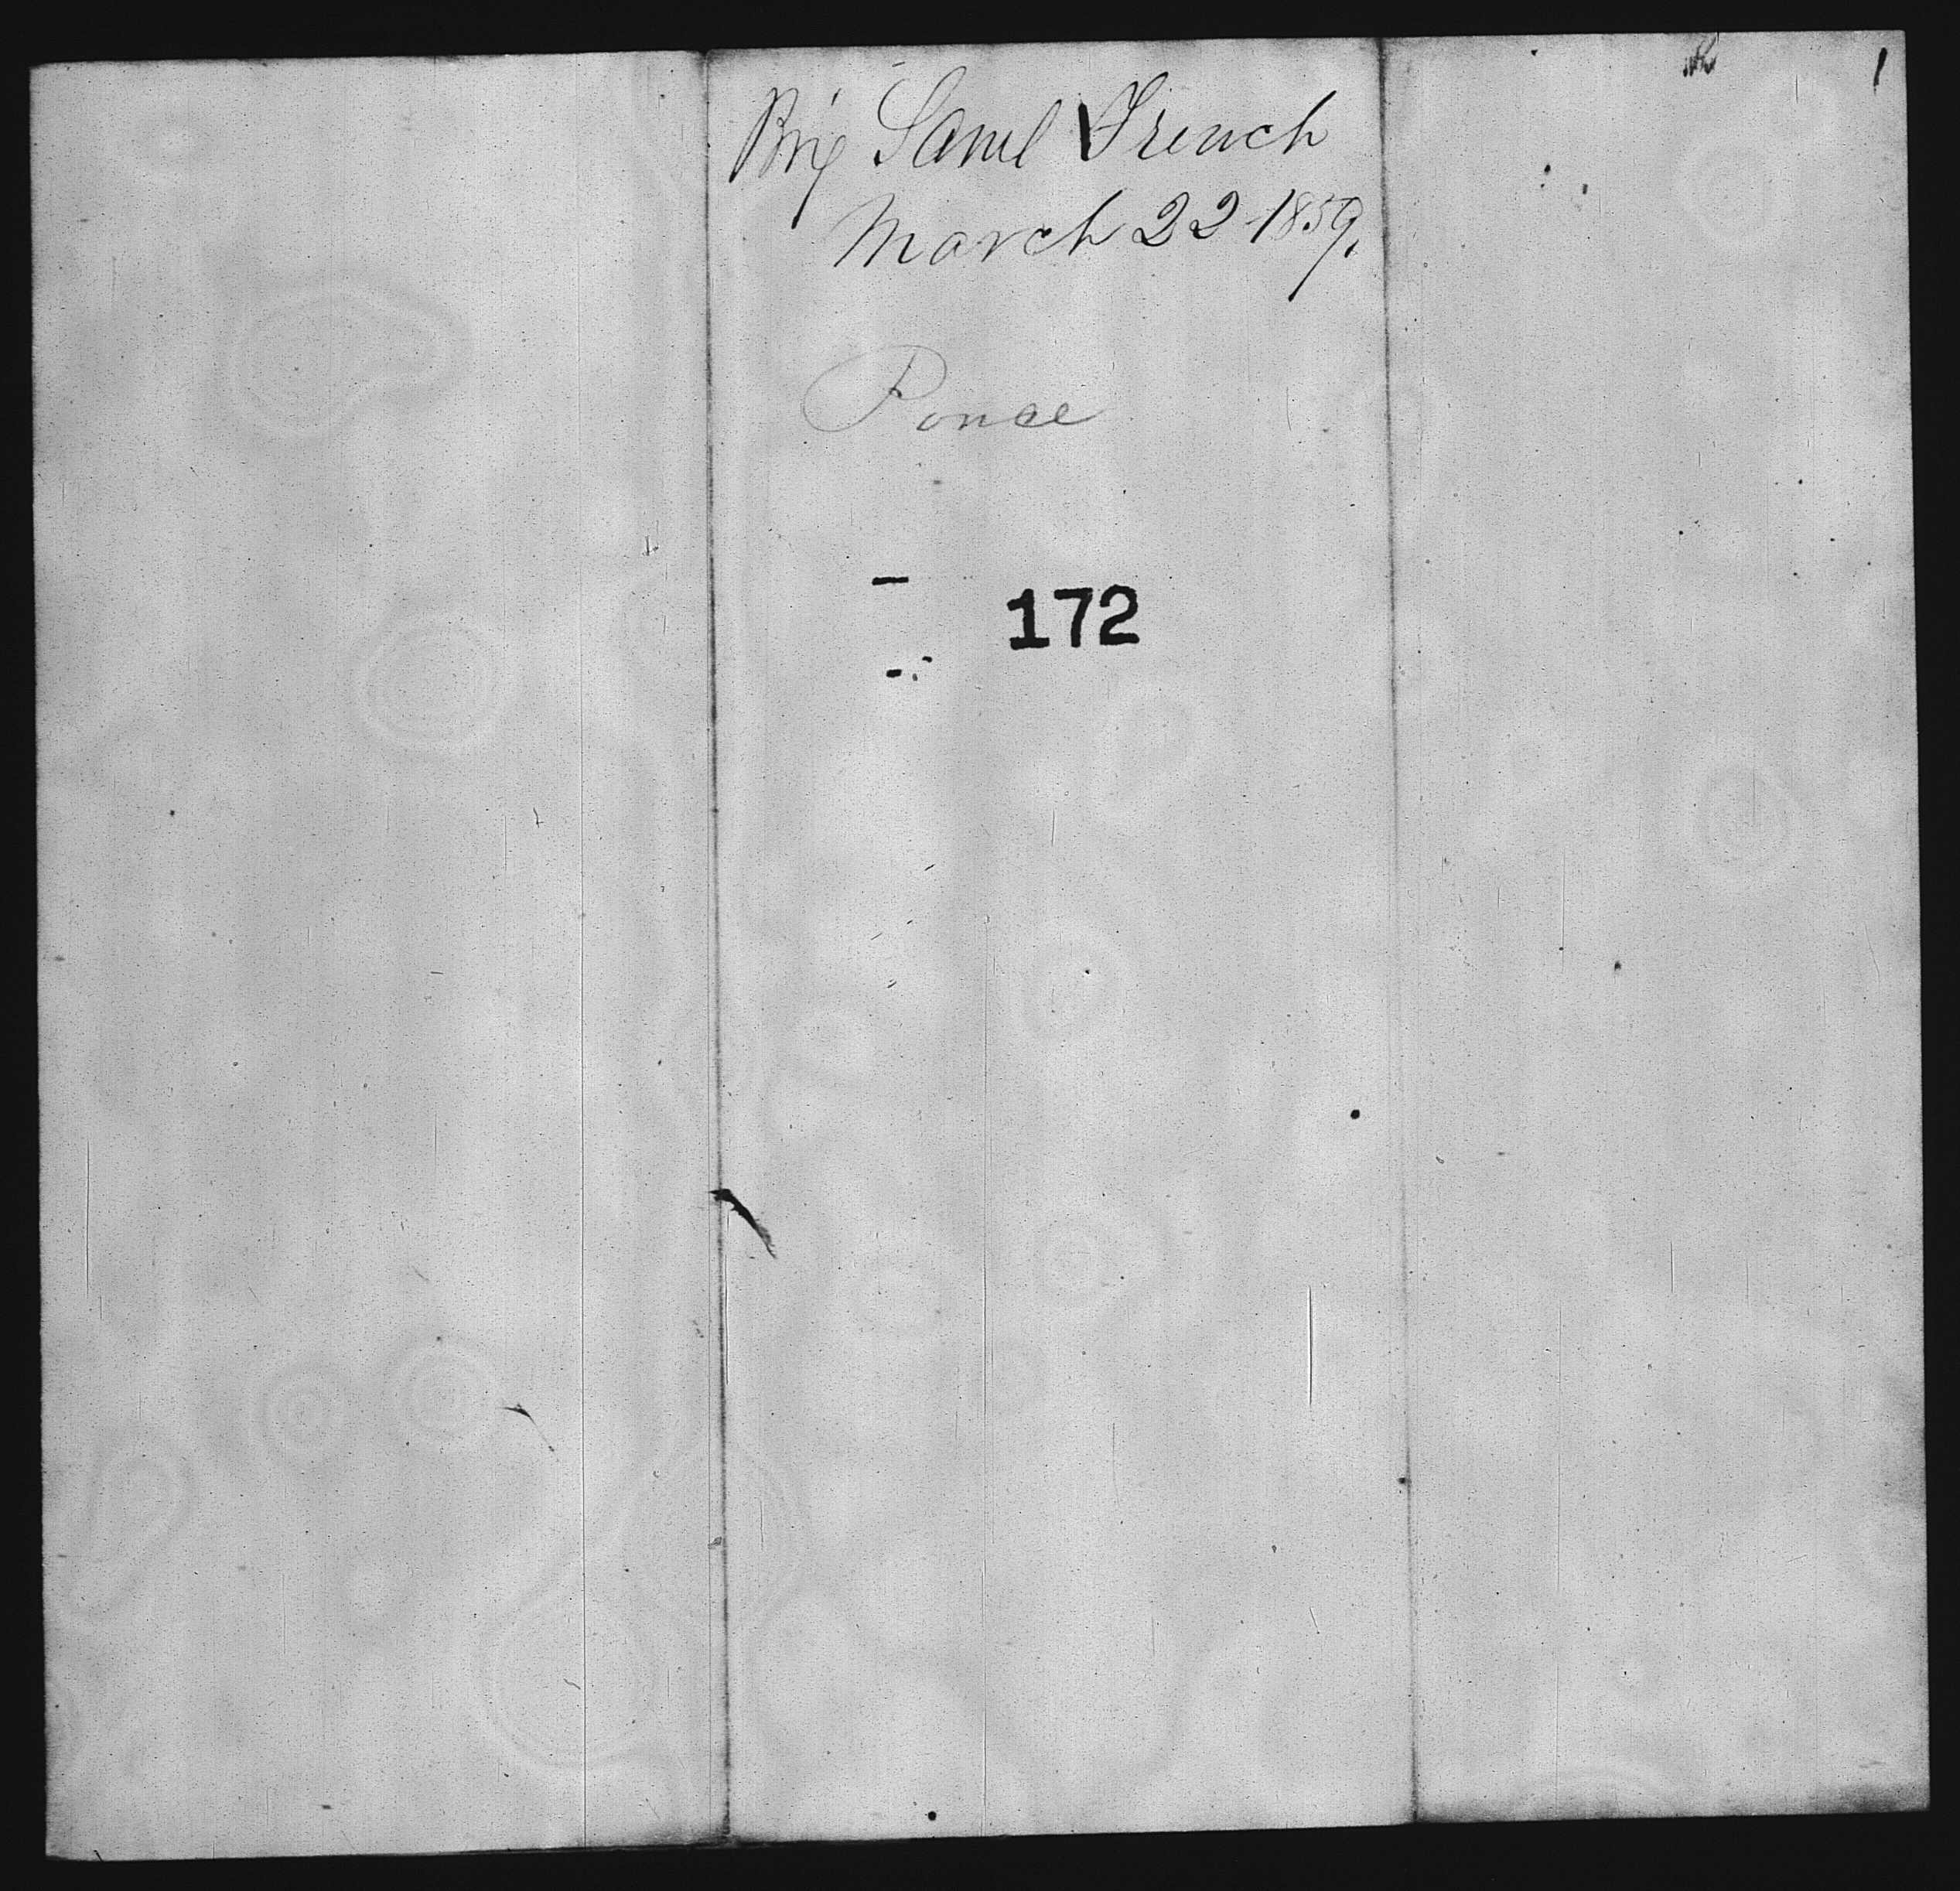 Brig Saml French
March 22-1859.
Ponce
172